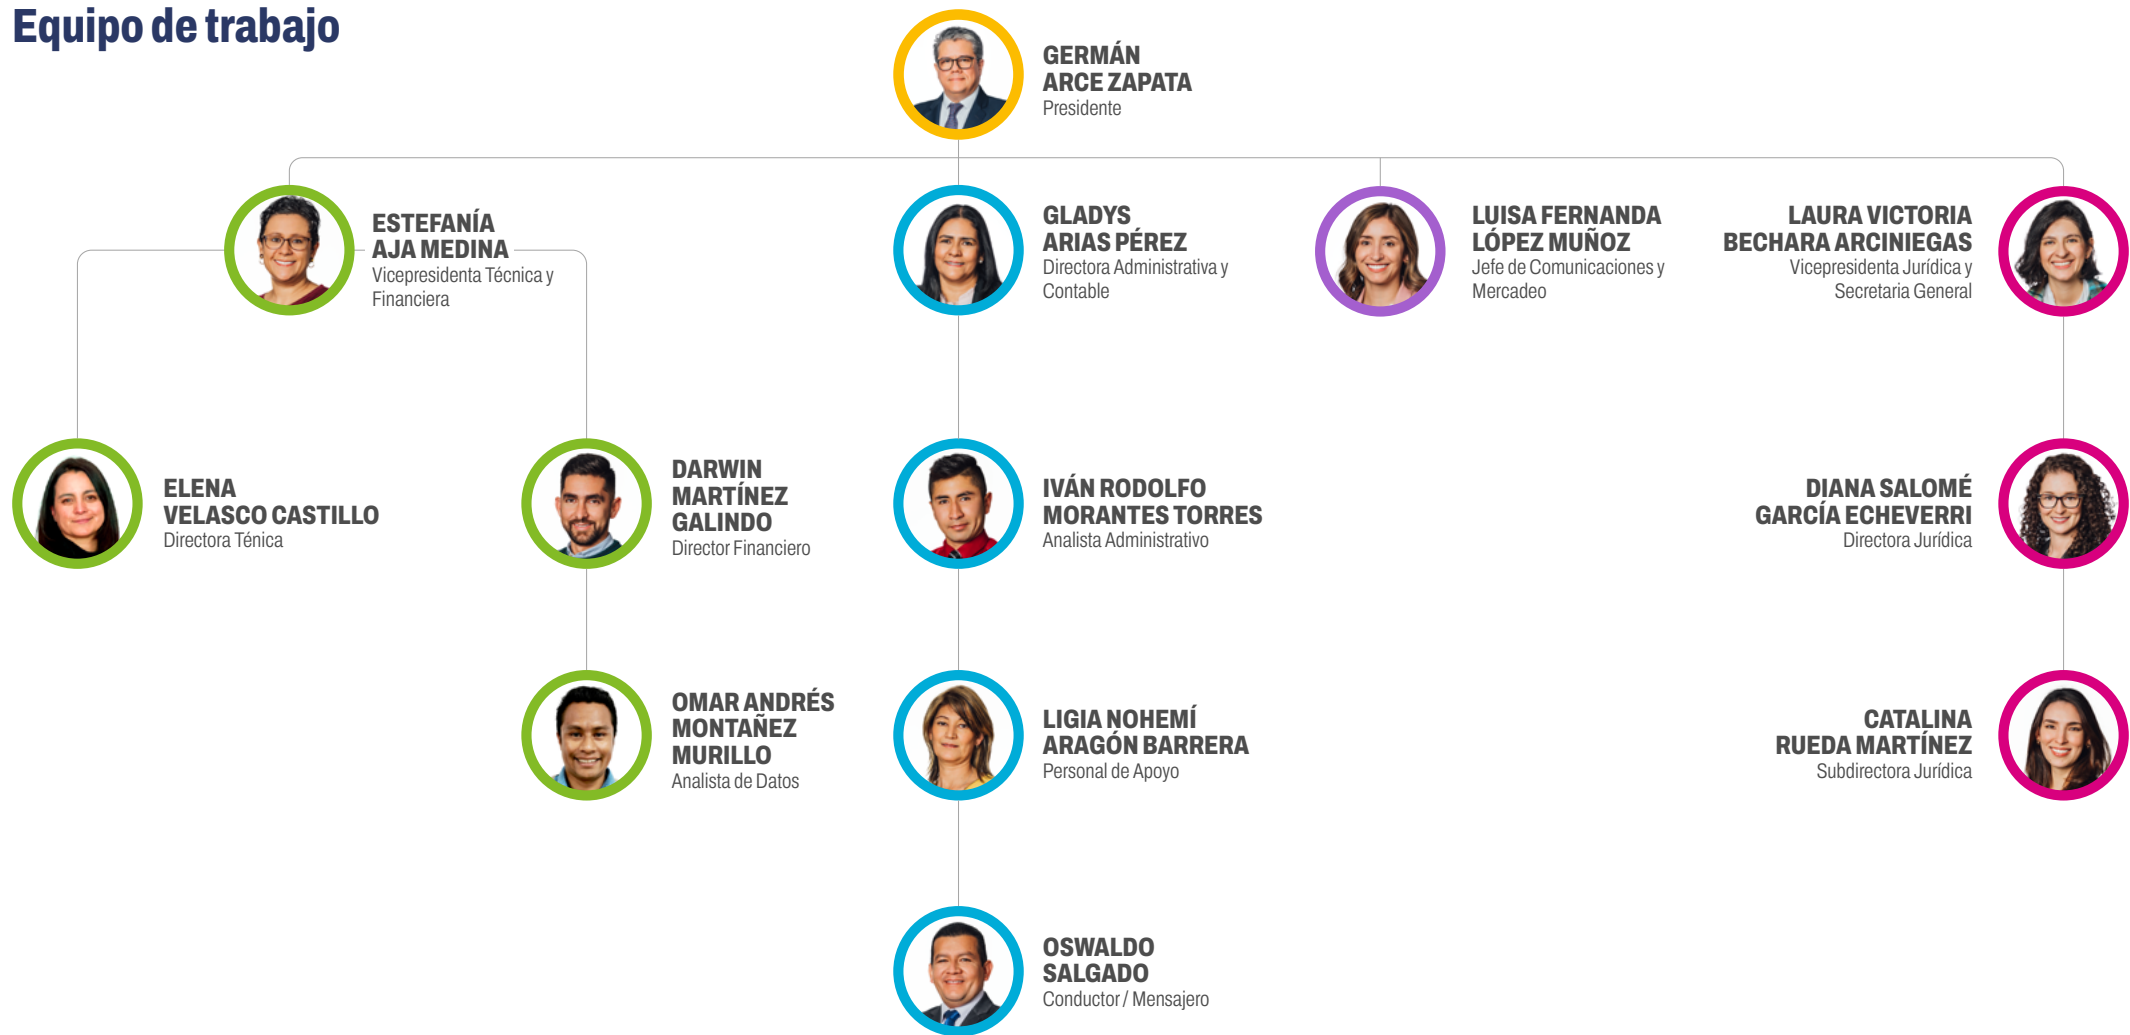 Equipo de trabajo
GERMÁN
ARCE ZAPATA
Presidente
ESTEFANÍA
AJA MEDINA
Vicepresidenta Técnica y
Financiera
GLADYS
ARIAS PÉREZ
Directora Administrativa y
Contable
LUISA FERNANDA
LÓPEZ MUÑOZ
Jefe de Comunicaciones y
Mercadeo
LAURA VICTORIA
BECHARA ARCINIEGAS
Vicepresidenta Jurídica y
Secretaria General
ELENA
VELASCO CASTILLO
Directora Ténica
DARWIN
MARTÍNEZ
GALINDO
Director Financiero
IVÁN RODOLFO
MORANTES TORRES
Analista Administrativo
DIANA SALOMÉ
GARCÍA ECHEVERRI
Directora Jurídica
OMAR ANDRÉS
MONTAÑEZ
MURILLO
Analista de Datos
LIGIA NOHEMÍ
ARAGÓN BARRERA
Personal de Apoyo
CATALINA
RUEDA MARTÍNEZ
Subdirectora Jurídica
OSWALDO
SALGADO
Conductor / Mensajero